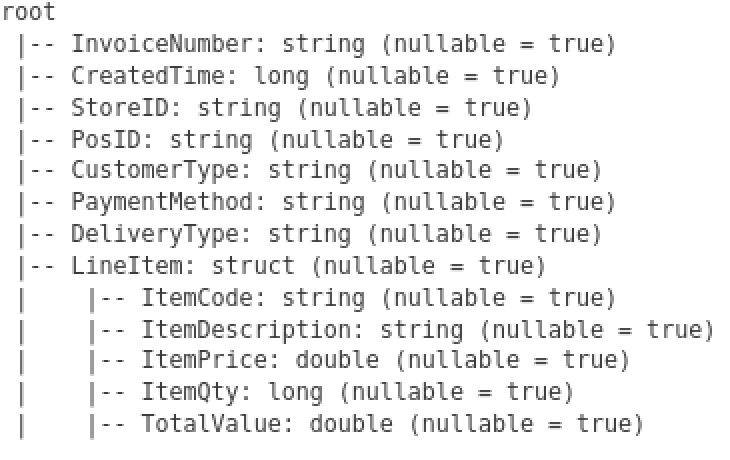 root
 |-- InvoiceNumber: string (nullable = true)
 |-- CreatedTime: long (nullable = true)
 |-- StoreID: string (nullable = true)
 |-- PosID: string (nullable = true)
 |-- CustomerType: string (nullable = true)
 |-- PaymentMethod: string (nullable = true)
 |-- DeliveryType: string (nullable = true)
 |-- LineItem: struct (nullable = true)
 |    |-- ItemCode: string (nullable = true)
 |    |-- ItemDescription: string (nullable = true)
 |    |-- ItemPrice: double (nullable = true)
 |    |-- ItemQty: long (nullable = true)
 |    |-- TotalValue: double (nullable = true)